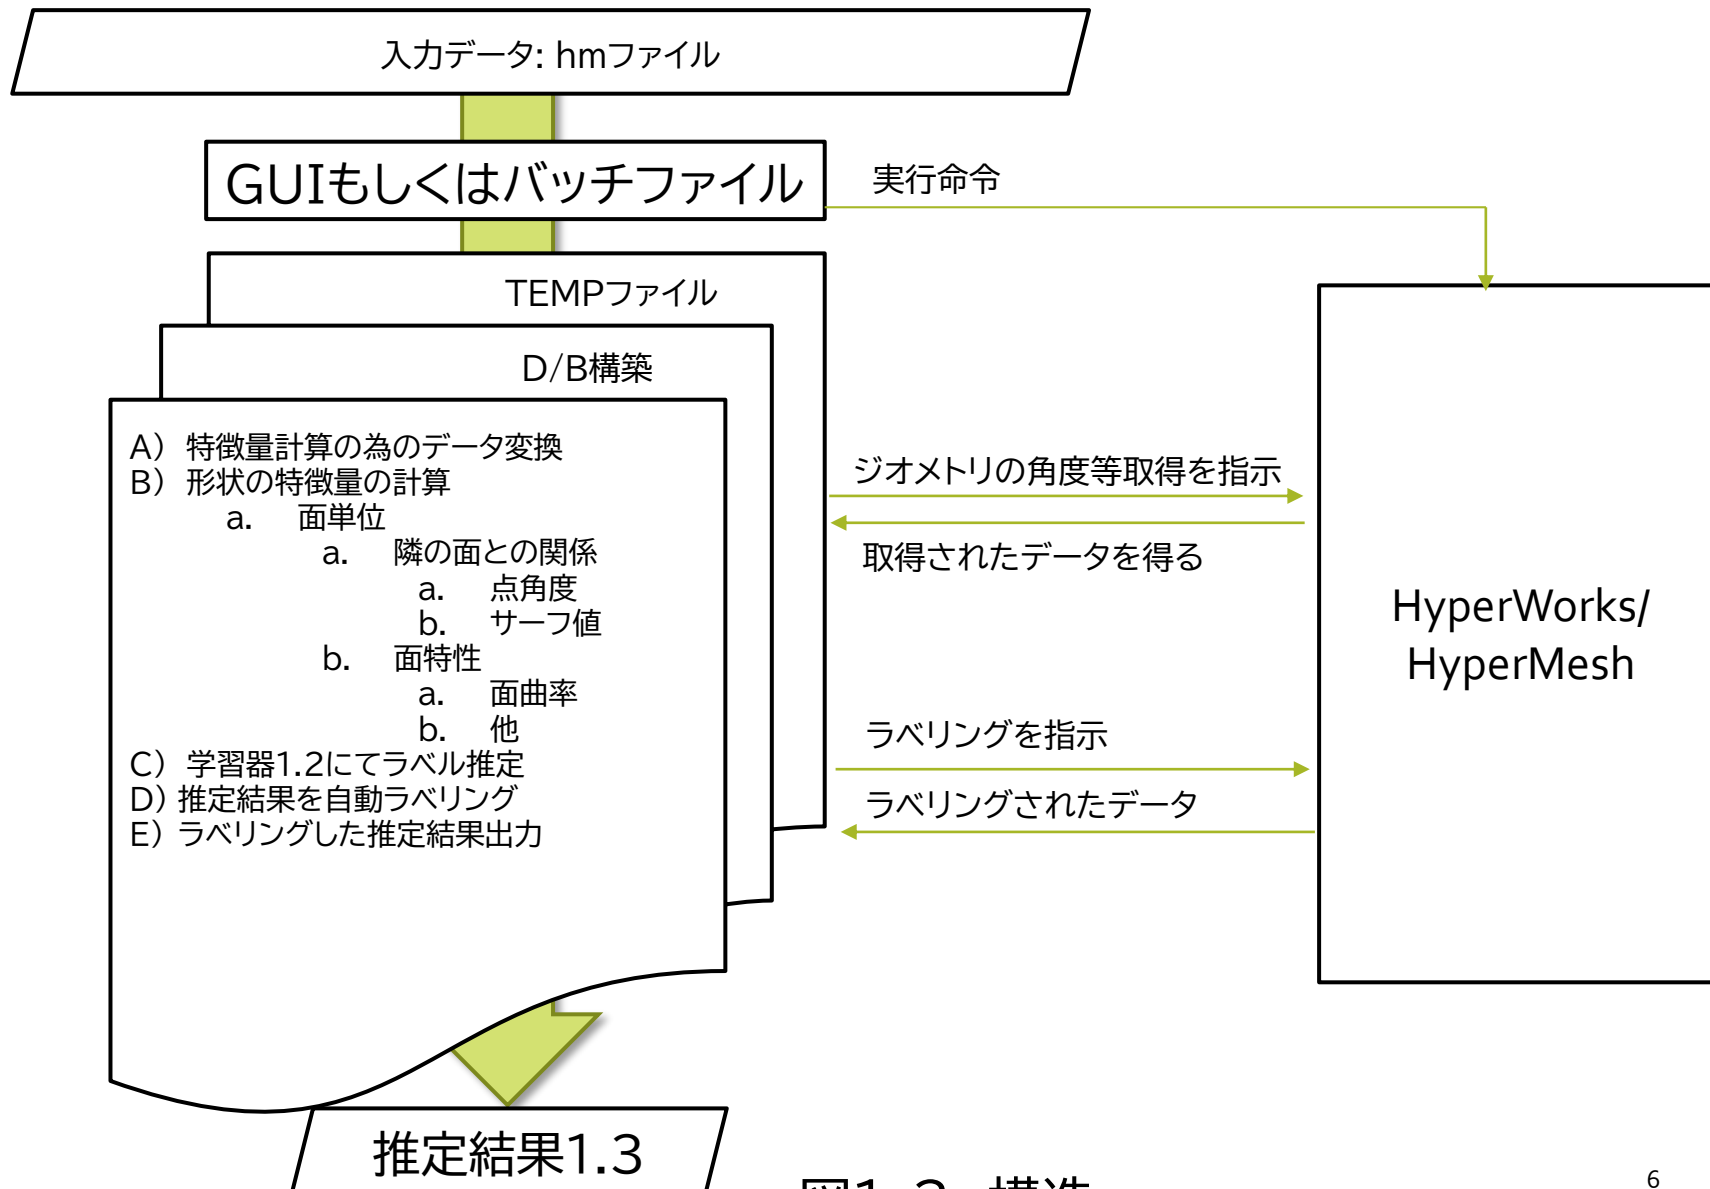 入力データ: hmファイル
GUIもしくはバッチファイル
実行命令
TEMPファイル
D/B構築
A) 特徴量計算の為のデータ変換
B) 形状の特徴量の計算
a. 面単位
a. 隣の面との関係
a. 点角度
b. サーフ値
b. 面特性
a. 面曲率
b. 他
C) 学習器1.2にてラベル推定
D) 推定結果を自動ラベリング
E) ラベリングした推定結果出力
ジオメトリの角度等取得を指示
取得されたデータを得る
ラベリングを指示
ラベリングされたデータ
HyperWorks/
HyperMesh
推定結果1.3
6